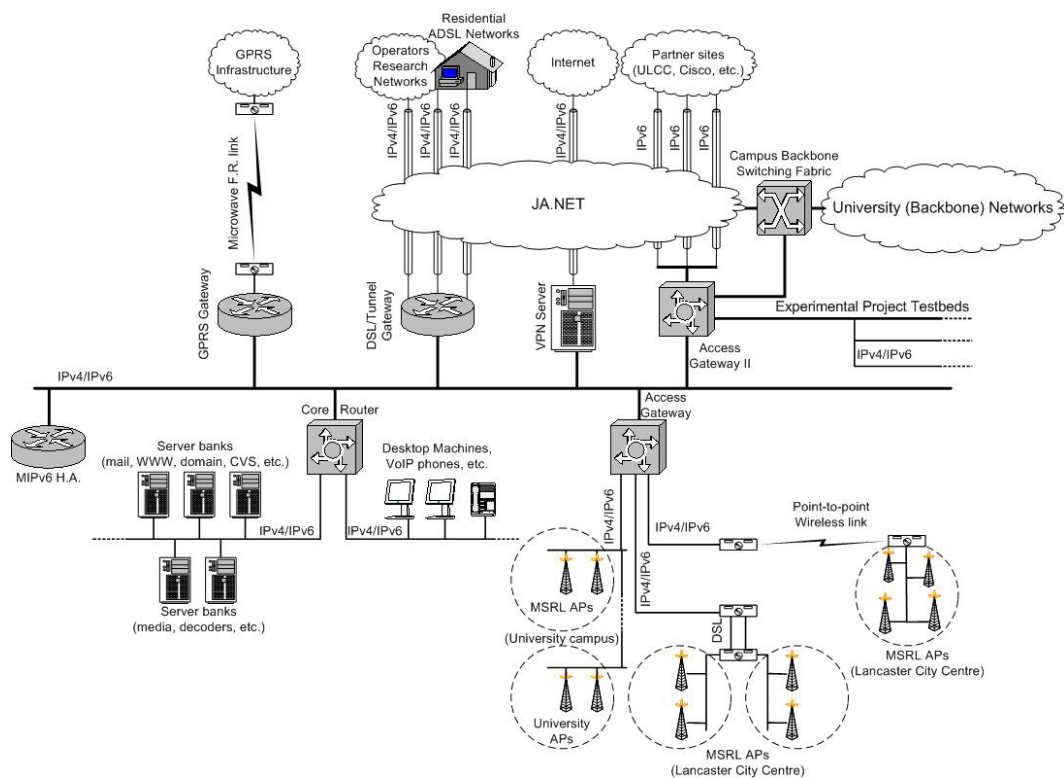 Residential
ADSL Networks
GPRS
Infrastructure
Operators
Research
Networks
Internet
Partner sites
(ULCC, Cisco, etc.)
IPv4/IPv6
IPv4/IPv6
IPv4/IPv6
IPv4/IPv6
IPv6
IPv6
IPv6
Microwave F.R. link
JA.NET
Campus Backbone
Switching Fabric
University (Backbone) Networks
GPRS Gateway
DSL/Tunnel
Gateway
VPN Server
Access
Gateway II
Experimental Project Testbeds
IPv4/IPv6
IPv4/IPv6
MIPv6 H.A.
Core Router
Access
Gateway
Server banks
(mail, WWW, domain, CVS, etc.)
Desktop Machines,
VoIP phones, etc.
IPv4/IPv6
IPv4/IPv6
Server banks
(media, decoders, etc.)
IPv4/IPv6
IPv4/IPv6
IPv4/IPv6
Point-to-point
Wireless link
MSRL APs
(University campus)
University
APs
DSL
MSRL APs
(Lancaster City Centre)
MSRL APs
(Lancaster City Centre)